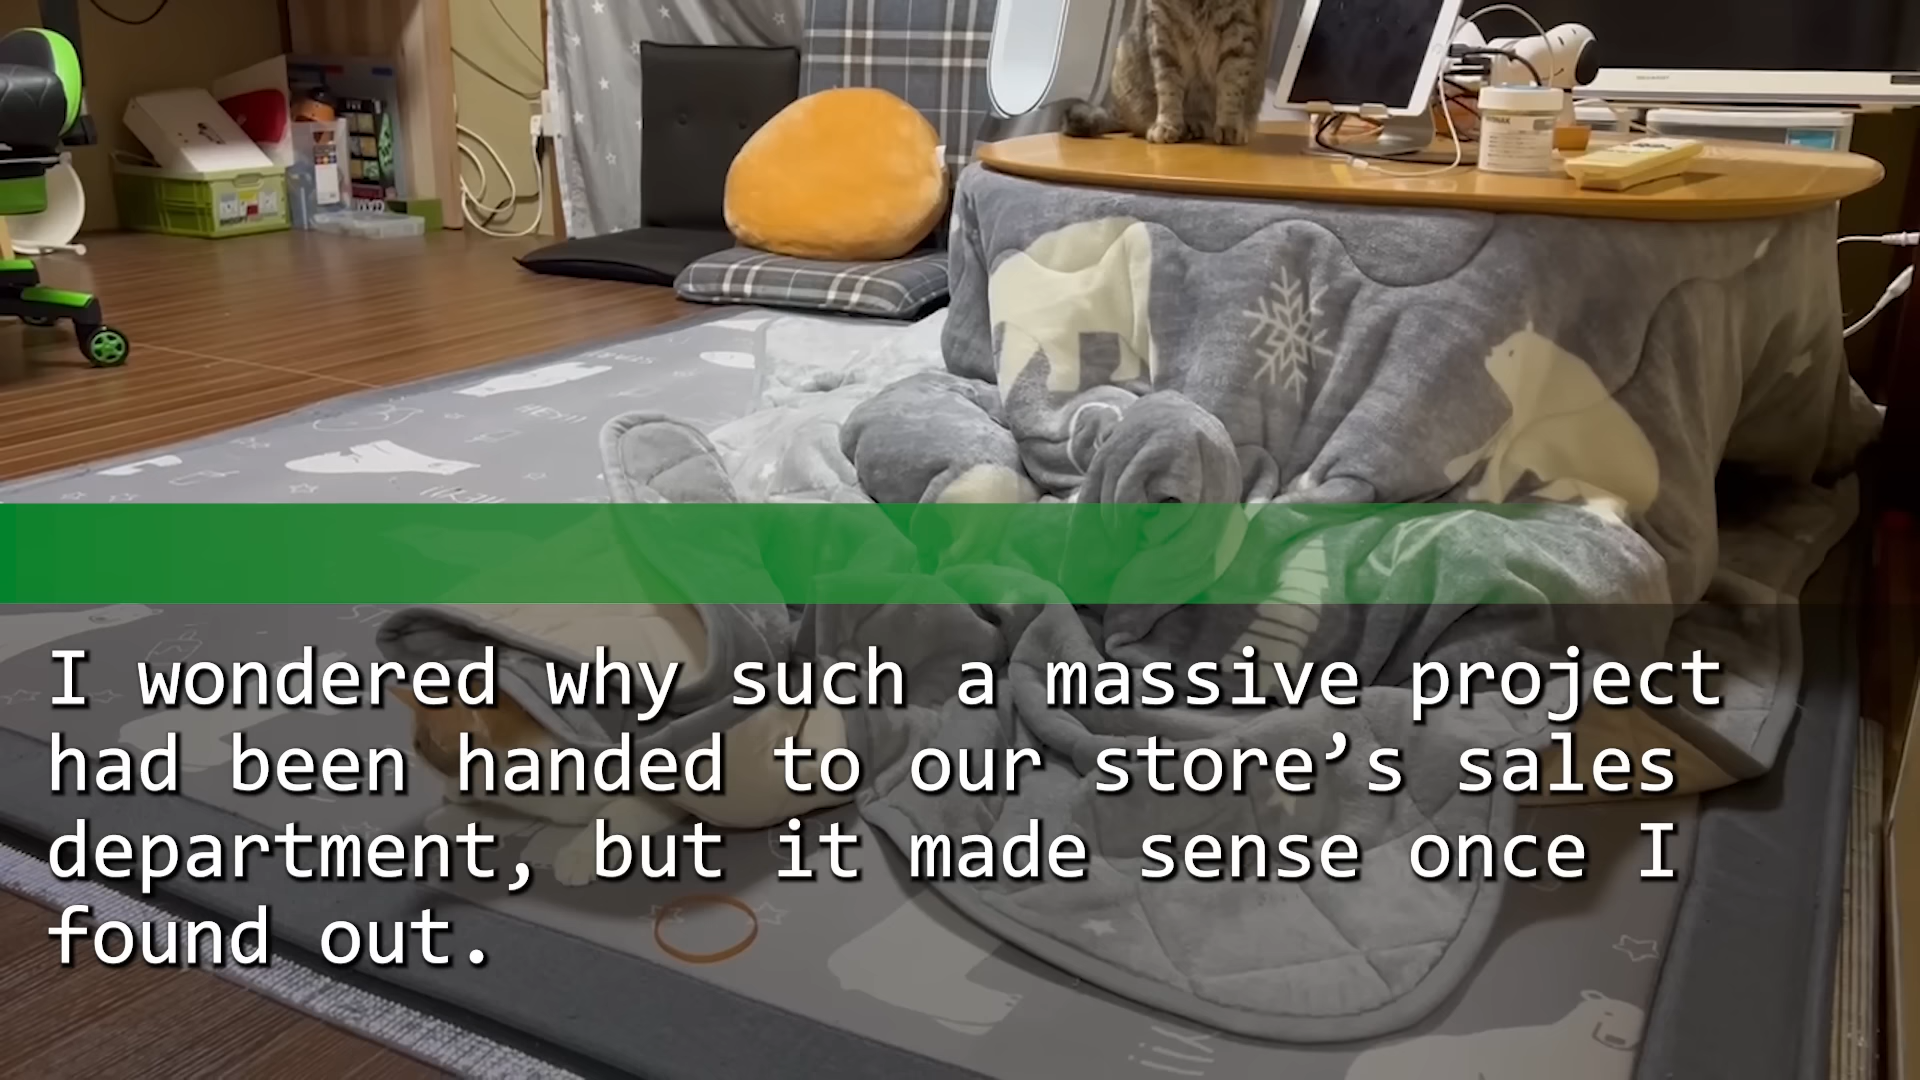 I wondered why such a massive project
had been handed to our store’s sales
department, but it made sense once I
found out.